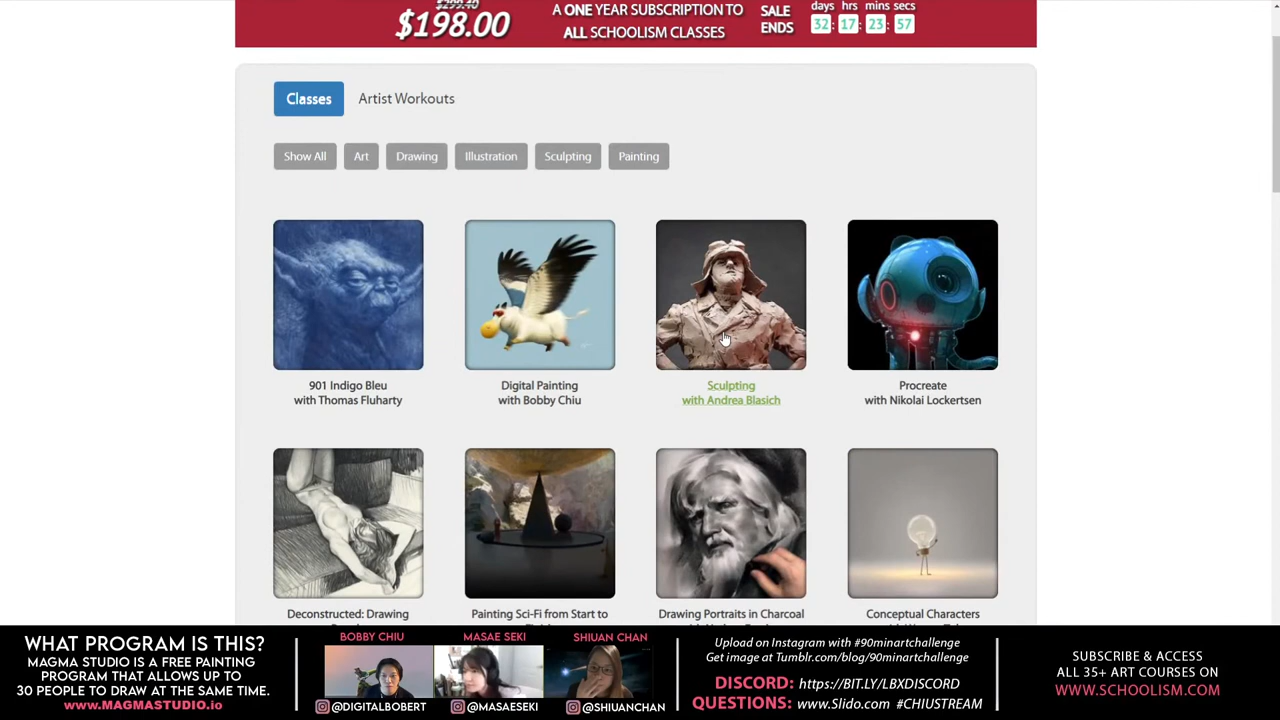 $299.40
$198.00
A ONE YEAR SUBSCRIPTION TO
ALL SCHOOLISM CLASSES
SALE
ENDS
days hrs mins secs
32: 17: 23: 57
Classes
Artist Workouts
Show All
Art
Drawing
Illustration
Sculpting
Painting
901 Indigo Bleu
with Thomas Fluharty
Digital Painting
with Bobby Chiu
Sculpting
with Andrea Blasich
Procreate
with Nikolai Lockertsen
Deconstructed: Drawing
Painting Sci-Fi from Start to
Drawing Portraits in Charcoal
Conceptual Characters
WHAT PROGRAM IS THIS?
MAGMA STUDIO IS A FREE PAINTING
PROGRAM THAT ALLOWS UP TO
30 PEOPLE TO DRAW AT THE SAME TIME.
www.MAGMASTUDIO.io
BOBBY CHIU
@DIGITALBOBERT
MASAE SEKI
@MASAESEKI
SHIUAN CHAN
@SHIUANCHAN
Upload on Instagram with #90minartchallenge
Get image at Tumblr.com/blog/90minartchallenge
DISCORD: https://BIT.LY/LBXDISCORD
QUESTIONS: www.Slido.com #CHIUSTREAM
SUBSCRIBE & ACCESS
ALL 35+ ART COURSES ON
WWW.SCHOOLISM.COM